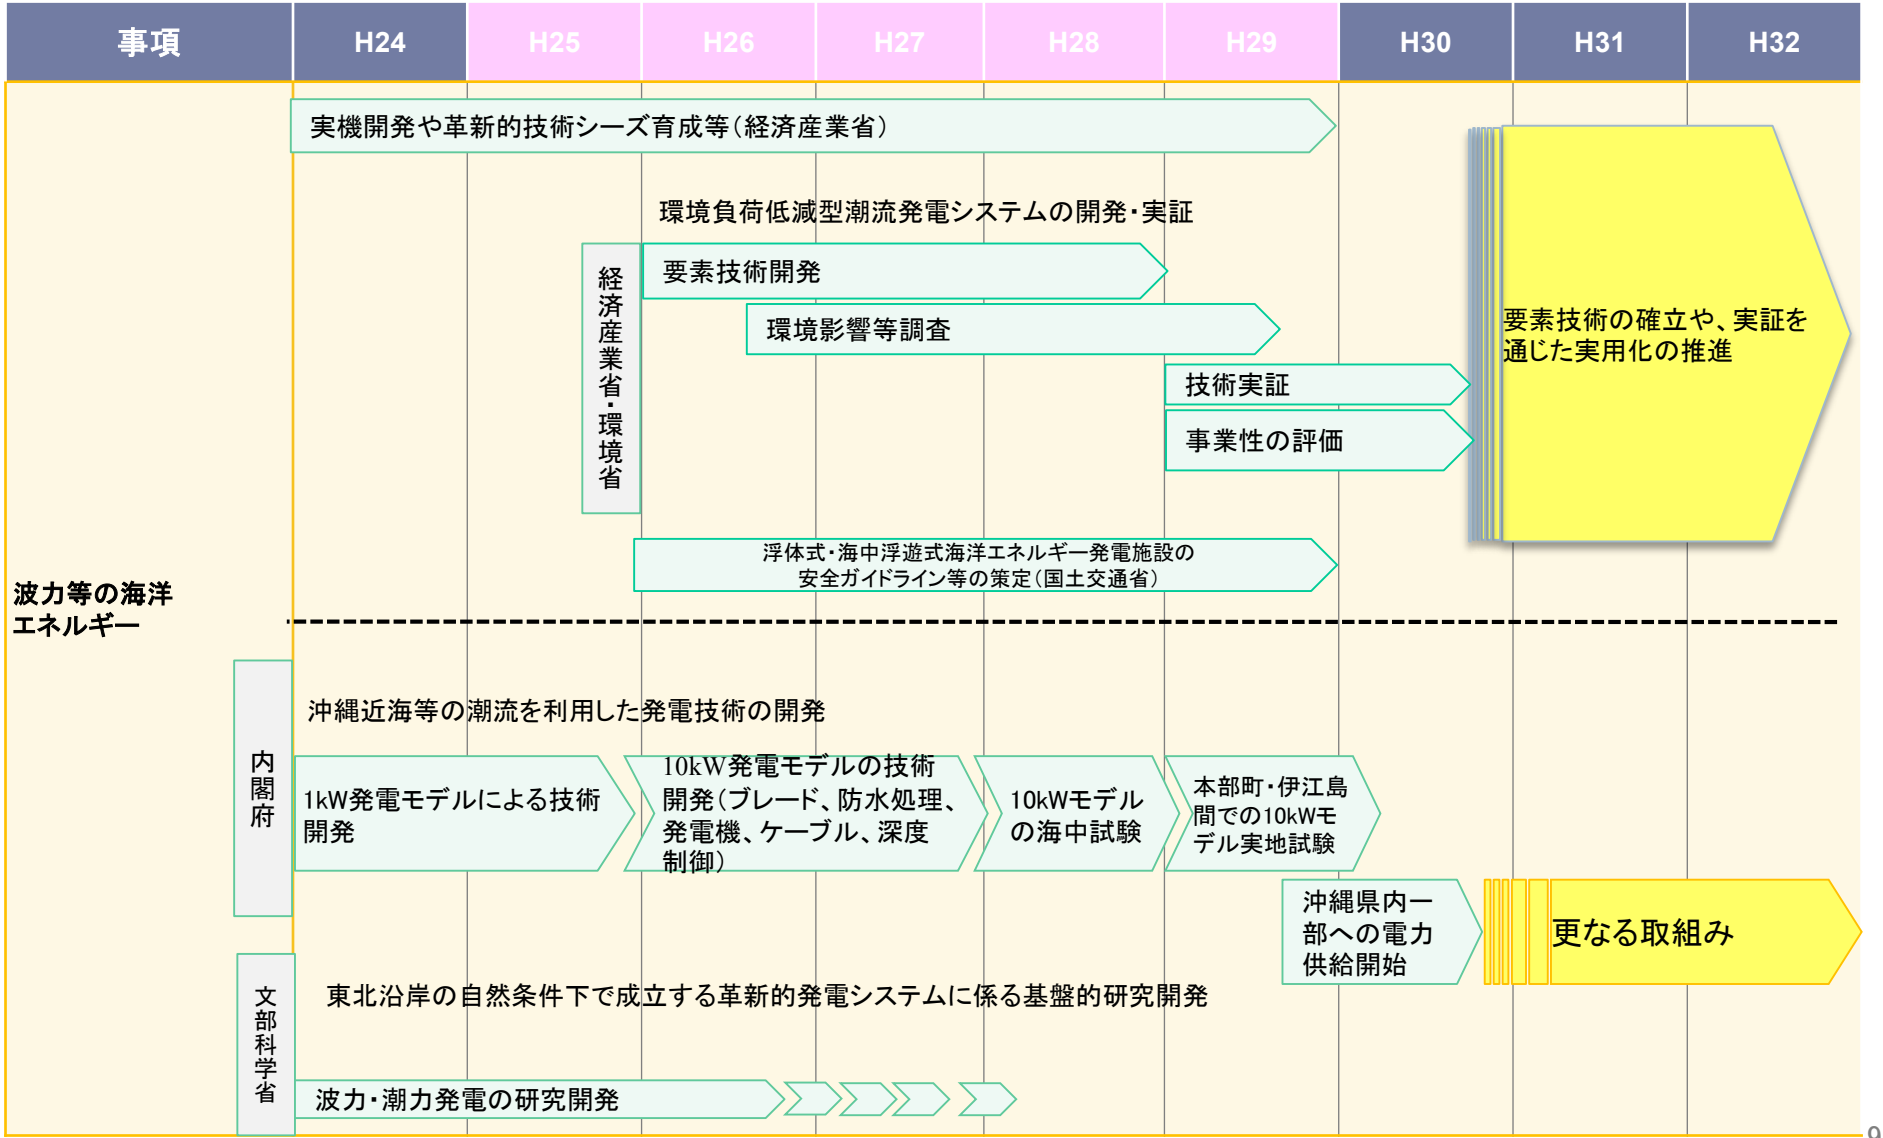 事項
H24
H25
H26
H27
H28
H29
H30
H31
H32
実機開発や革新的技術シーズ育成等（経済産業省）
環境負荷低減型潮流発電システムの開発・実証
経済産業省・環境省
要素技術開発
環境影響等調査
技術実証
事業性の評価
要素技術の確立や、実証を
通じた実用化の推進
浮体式・海中浮遊式海洋エネルギー発電施設の
安全ガイドライン等の策定（国土交通省）
波力等の海洋
エネルギー
内閣府
沖縄近海等の潮流を利用した発電技術の開発
1kW発電モデルによる技術
開発
10kW発電モデルの技術
開発（ブレード、防水処理、
発電機、ケーブル、深度
制御）
10kWモデル
の海中試験
本部町・伊江島
間での10kWモ
デル実地試験
沖縄県内一
部への電力
供給開始
更なる取組み
文部科学省
東北沿岸の自然条件下で成立する革新的発電システムに係る基盤的研究開発
波力・潮力発電の研究開発
9